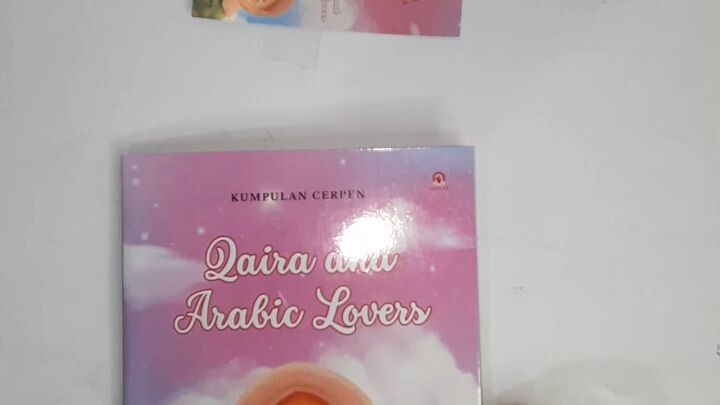 KUMPULAN CERPEN
Qaira and
Arabic Lovers